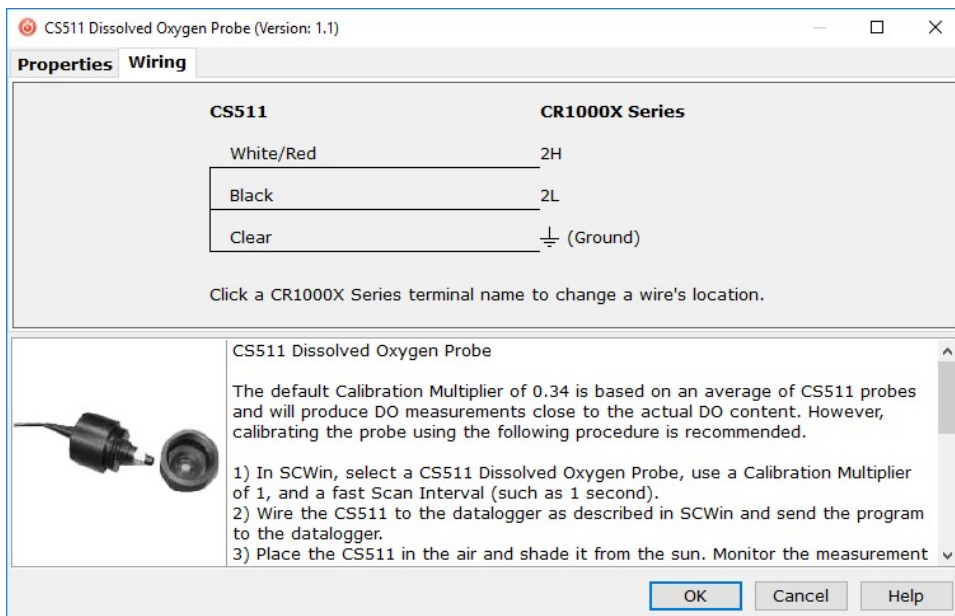 CS511 Dissolved Oxygen Probe (Version: 1.1)
Properties Wiring
CS511 CR1000X Series
White/Red 2H
Black 2L
Clear (Ground)
Click a CR1000X Series terminal name to change a wire's location.
CS511 Dissolved Oxygen Probe
The default Calibration Multiplier of 0.34 is based on an average of CS511 probes
and will produce DO measurements close to the actual DO content. However,
calibrating the probe using the following procedure is recommended.
1) In SCWin, select a CS511 Dissolved Oxygen Probe, use a Calibration Multiplier
of 1, and a fast Scan Interval (such as 1 second).
2) Wire the CS511 to the datalogger as described in SCWin and send the program
to the datalogger.
3) Place the CS511 in the air and shade it from the sun. Monitor the measurement
OK Cancel Help